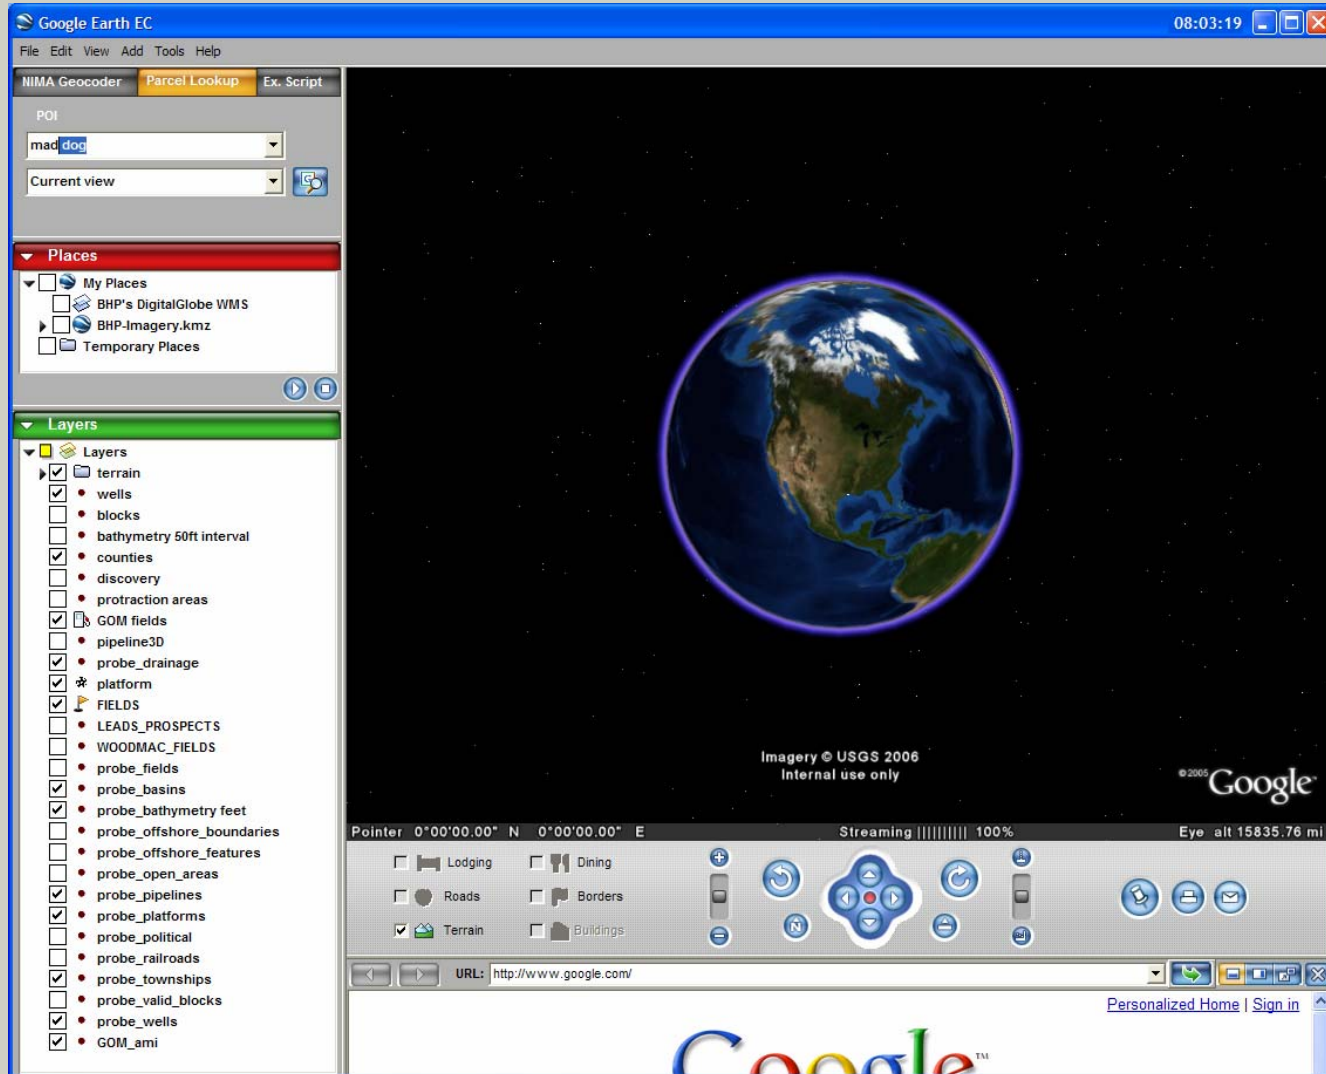 Google Earth EC
08:03:19
File Edit View Add Tools Help
NIMA Geocoder Parcel Lookup Ex. Script
POI
mad dog
Current view
Places
My Places
BHP's DigitalGlobe WMS
BHP-Imagery.kmz
Temporary Places
Layers
Layers
terrain
wells
blocks
bathymetry 50ft interval
counties
discovery
protraction areas
GOM fields
pipeline3D
probe_drainage
platform
FIELDS
LEADS_PROSPECTS
WOODMAC_FIELDS
probe_fields
probe_basins
probe_bathymetry feet
probe_offshore_boundaries
probe_offshore_features
probe_open_areas
probe_pipelines
probe_platforms
probe_political
probe_railroads
probe_townships
probe_valid_blocks
probe_wells
GOM_ami
Imagery © USGS 2006
Internal use only
©2005 Google
Pointer 0°00'00.00" N 0°00'00.00" E Streaming |||||||||| 100% Eye alt 15835.76 mi
Lodging Dining
Roads Borders
Terrain Buildings
N
URL: http://www.google.com/
Personalized Home | Sign in
Google™